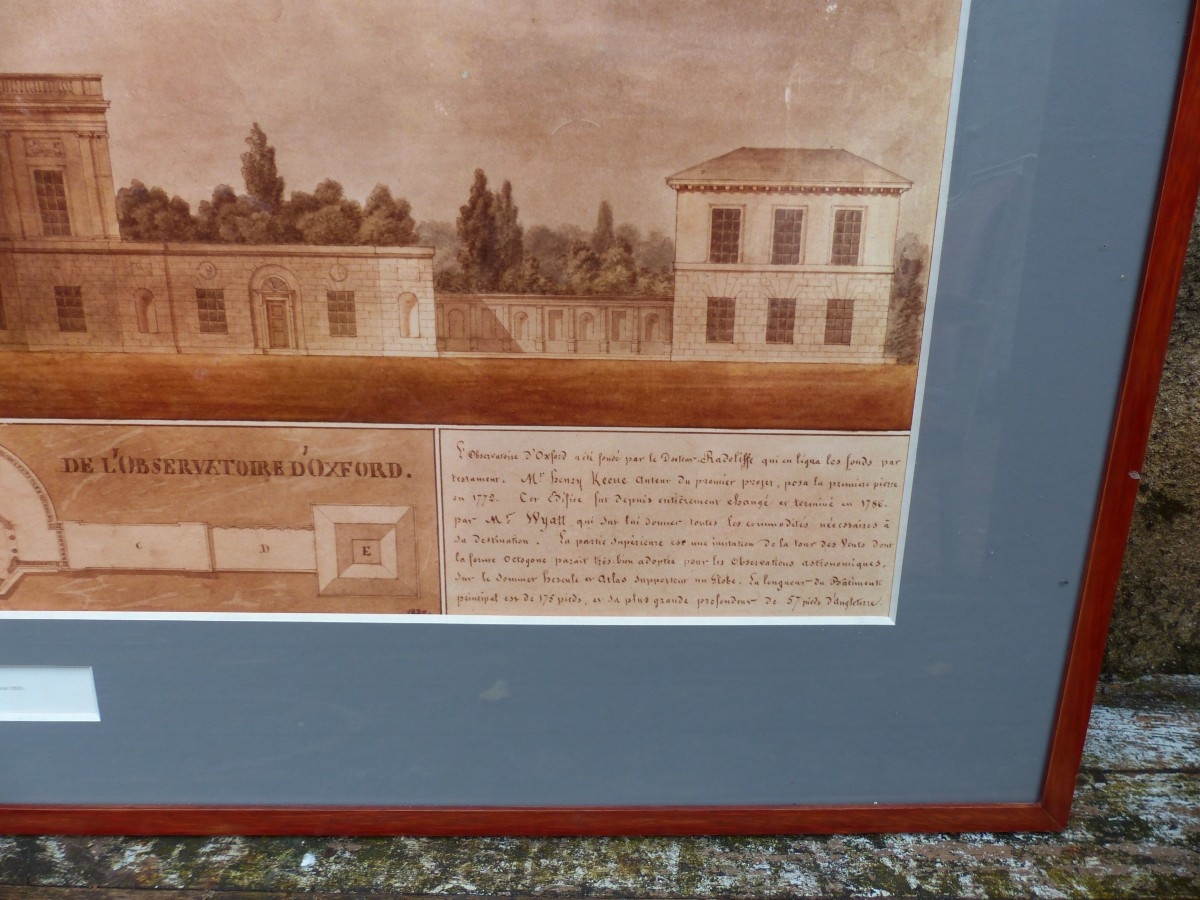 DE L'OBSERVATOIRE D'OXFORD.
C
D
E
L'Observatoire d'Oxford a été fondé par le Docteur Radcliffe qui en ligua les fonds par
testament. Mr. Henry Keene Auteur du premier projet, posa la première pierre
en 1772. Cet Edifice fut depuis entièrement changé et terminé en 1786.
par Mr. Wyatt, qui sut lui donner toutes les commodités nécessaires à
sa destination. La partie supérieure est une imitation de la tour des Vents dont
la forme Octogone parait très-bien adoptée pour les Observations astronomiques.
Sur le Sommet Hercule et Atlas Supportent un Globe. La longueur du Bâtiment
principal est de 175 pieds, et sa plus grande profondeur de 57 pieds d'Angleterre.